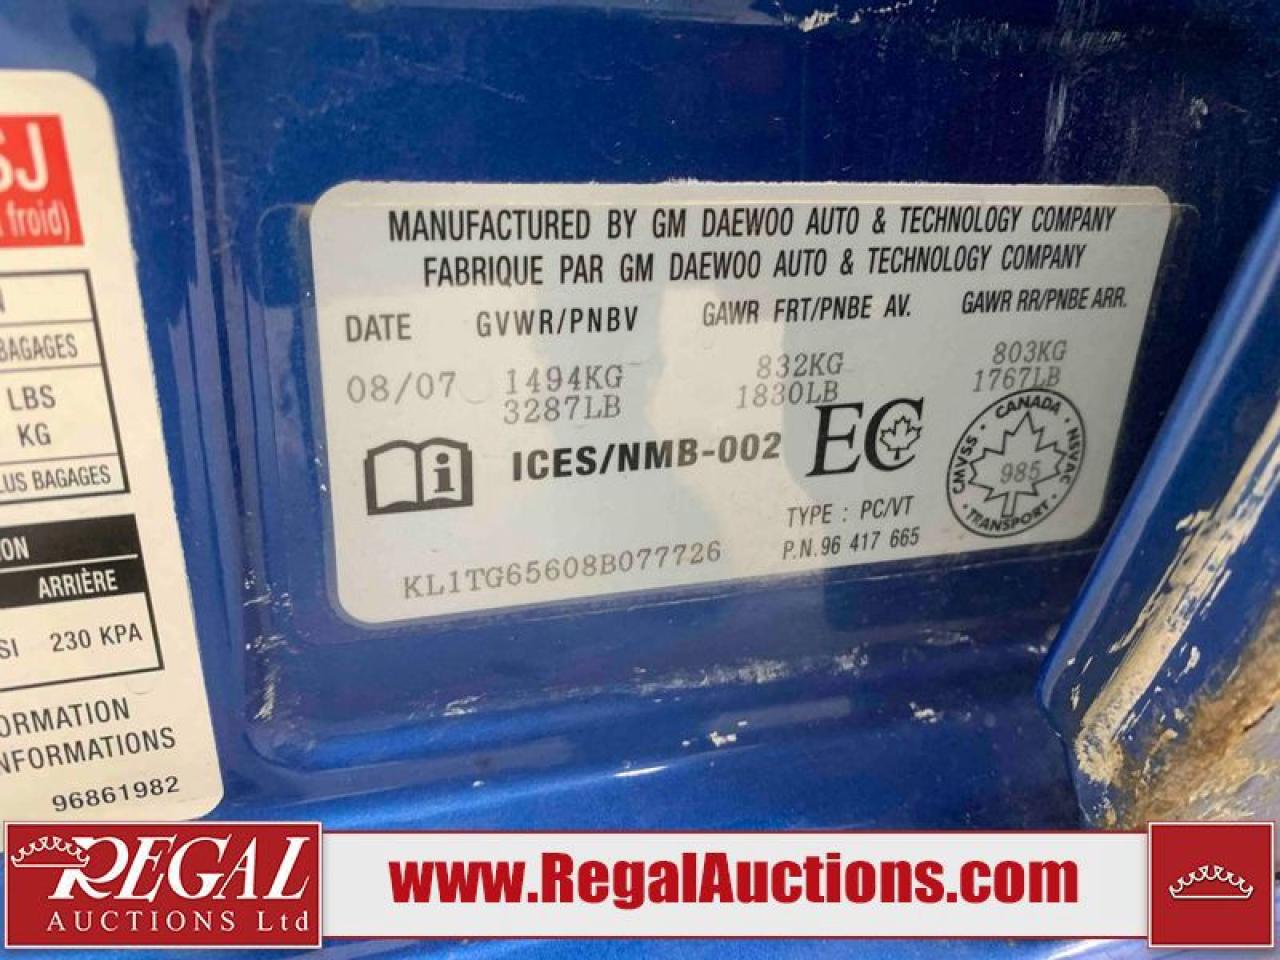 SJ
froid)
N
BAGAGES
LBS
KG
LUS BAGAGES
ON
ARRIÈRE
SI 230 KPA
ORMATION
NFORMATIONS
96861982
MANUFACTURED BY GM DAEWOO AUTO & TECHNOLOGY COMPANY
FABRIQUE PAR GM DAEWOO AUTO & TECHNOLOGY COMPANY
DATE GVWR/PNBV GAWR FRT/PNBE AV. GAWR RR/PNBE ARR.
08/07 1494KG 832KG 803KG
3287LB 1830LB 1767LB
i ICES/NMB-002 EC
CANADA
CMVSS 985 NSVAC
TRANSPORT
TYPE : PC/VT
P.N. 96 417 665
KL1TG65608B077726
REGAL
AUCTIONS Ltd
www.RegalAuctions.com